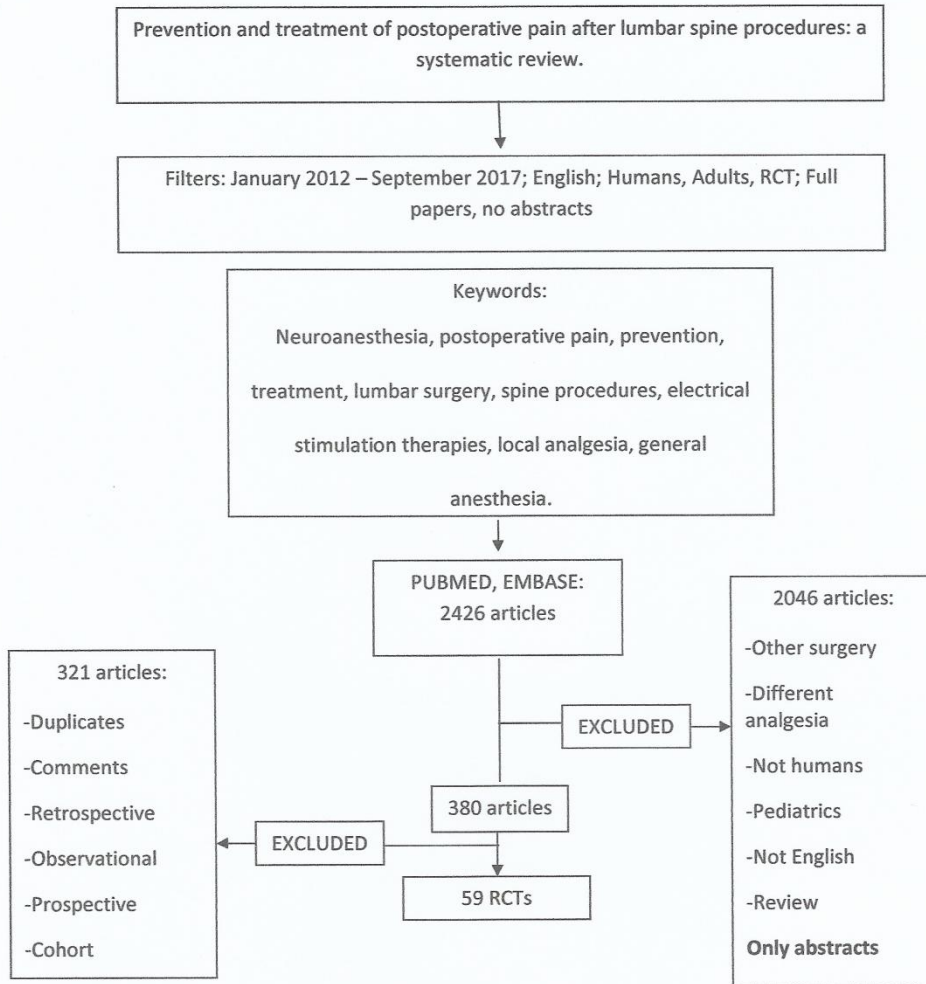 Prevention and treatment of postoperative pain after lumbar spine procedures: a
systematic review.
Filters: January 2012 – September 2017; English; Humans, Adults, RCT; Full
papers, no abstracts
Keywords:
Neuroanesthesia, postoperative pain, prevention,
treatment, lumbar surgery, spine procedures, electrical
stimulation therapies, local analgesia, general
anesthesia.
PUBMED, EMBASE:
2426 articles
EXCLUDED
2046 articles:
-Other surgery
-Different
analgesia
-Not humans
-Pediatrics
-Not English
-Review
Only abstracts
380 articles
EXCLUDED
321 articles:
-Duplicates
-Comments
-Retrospective
-Observational
-Prospective
-Cohort
59 RCTs